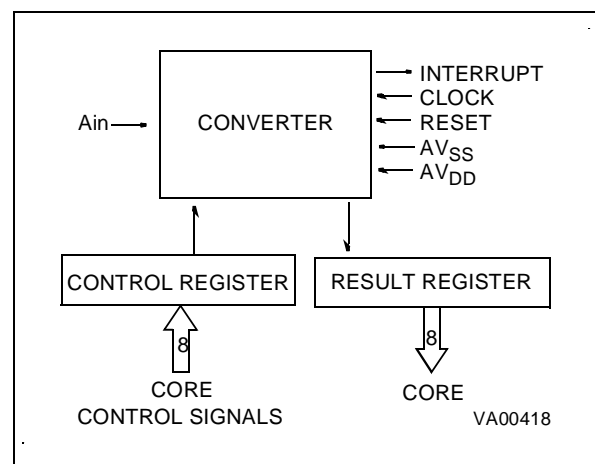 INTERRUPT
CLOCK
Ain
CONVERTER
RESET
AVSS
AVDD
CONTROL REGISTER
RESULT REGISTER
8
8
CORE
CONTROL SIGNALS
CORE
VA00418